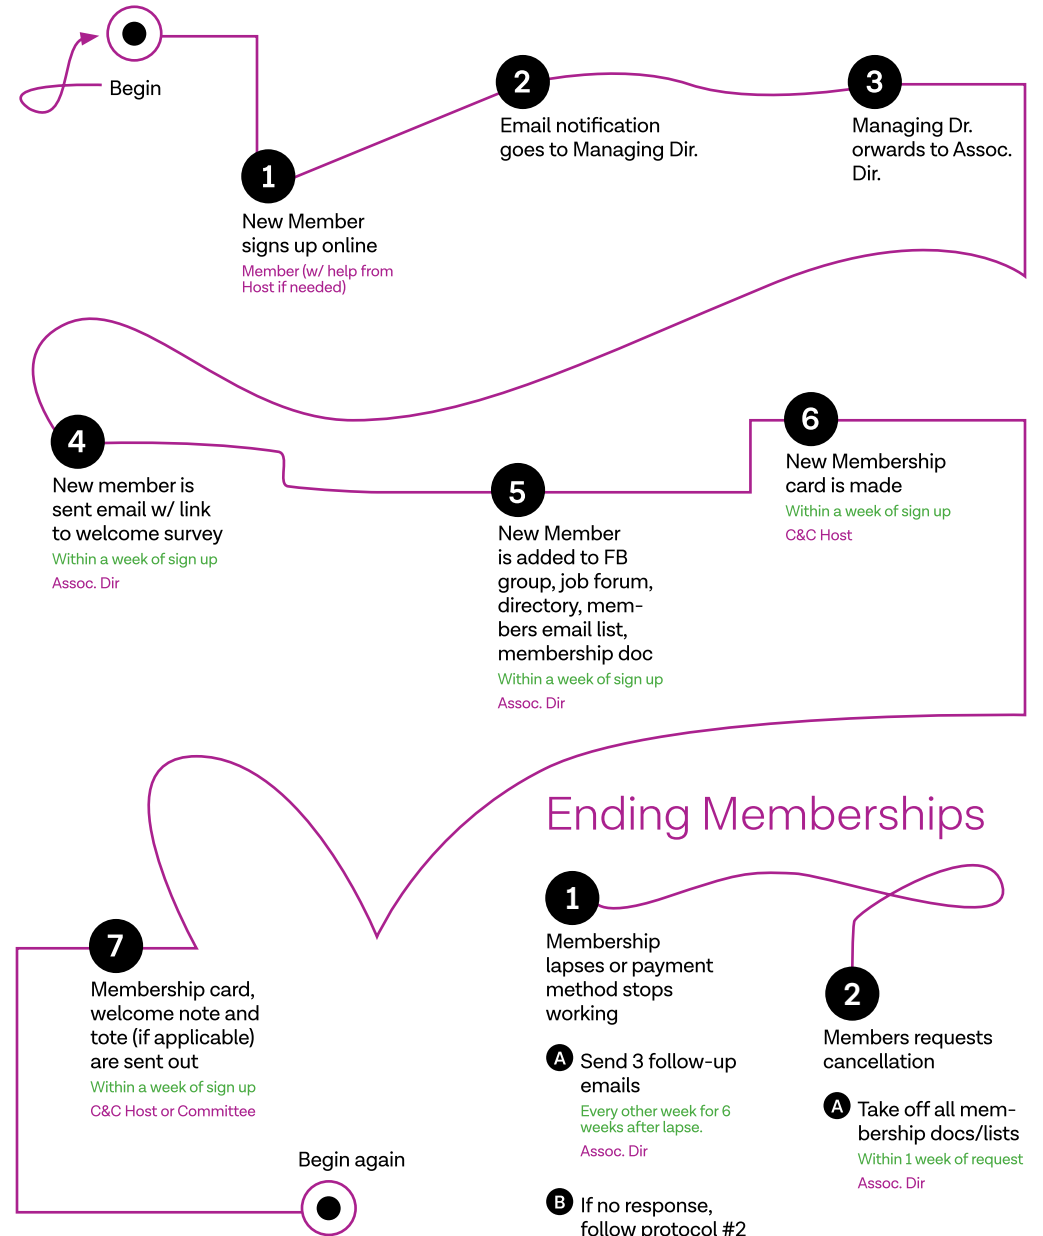 Begin
1
New Member
signs up online
Member (w/ help from
Host if needed)
2
Email notification
goes to Managing Dir.
3
Managing Dr.
orwards to Assoc.
Dir.
4
New member is
sent email w/ link
to welcome survey
Within a week of sign up
Assoc. Dir
5
New Member
is added to FB
group, job forum,
directory, mem-
bers email list,
membership doc
Within a week of sign up
Assoc. Dir
6
New Membership
card is made
Within a week of sign up
C&C Host
7
Membership card,
welcome note and
tote (if applicable)
are sent out
Within a week of sign up
C&C Host or Committee
Begin again
Ending Memberships
1
Membership
lapses or payment
method stops
working
A
Send 3 follow-up
emails
Every other week for 6
weeks after lapse.
Assoc. Dir
B
If no response,
follow protocol #2
2
Members requests
cancellation
A
Take off all mem-
bership docs/lists
Within 1 week of request
Assoc. Dir